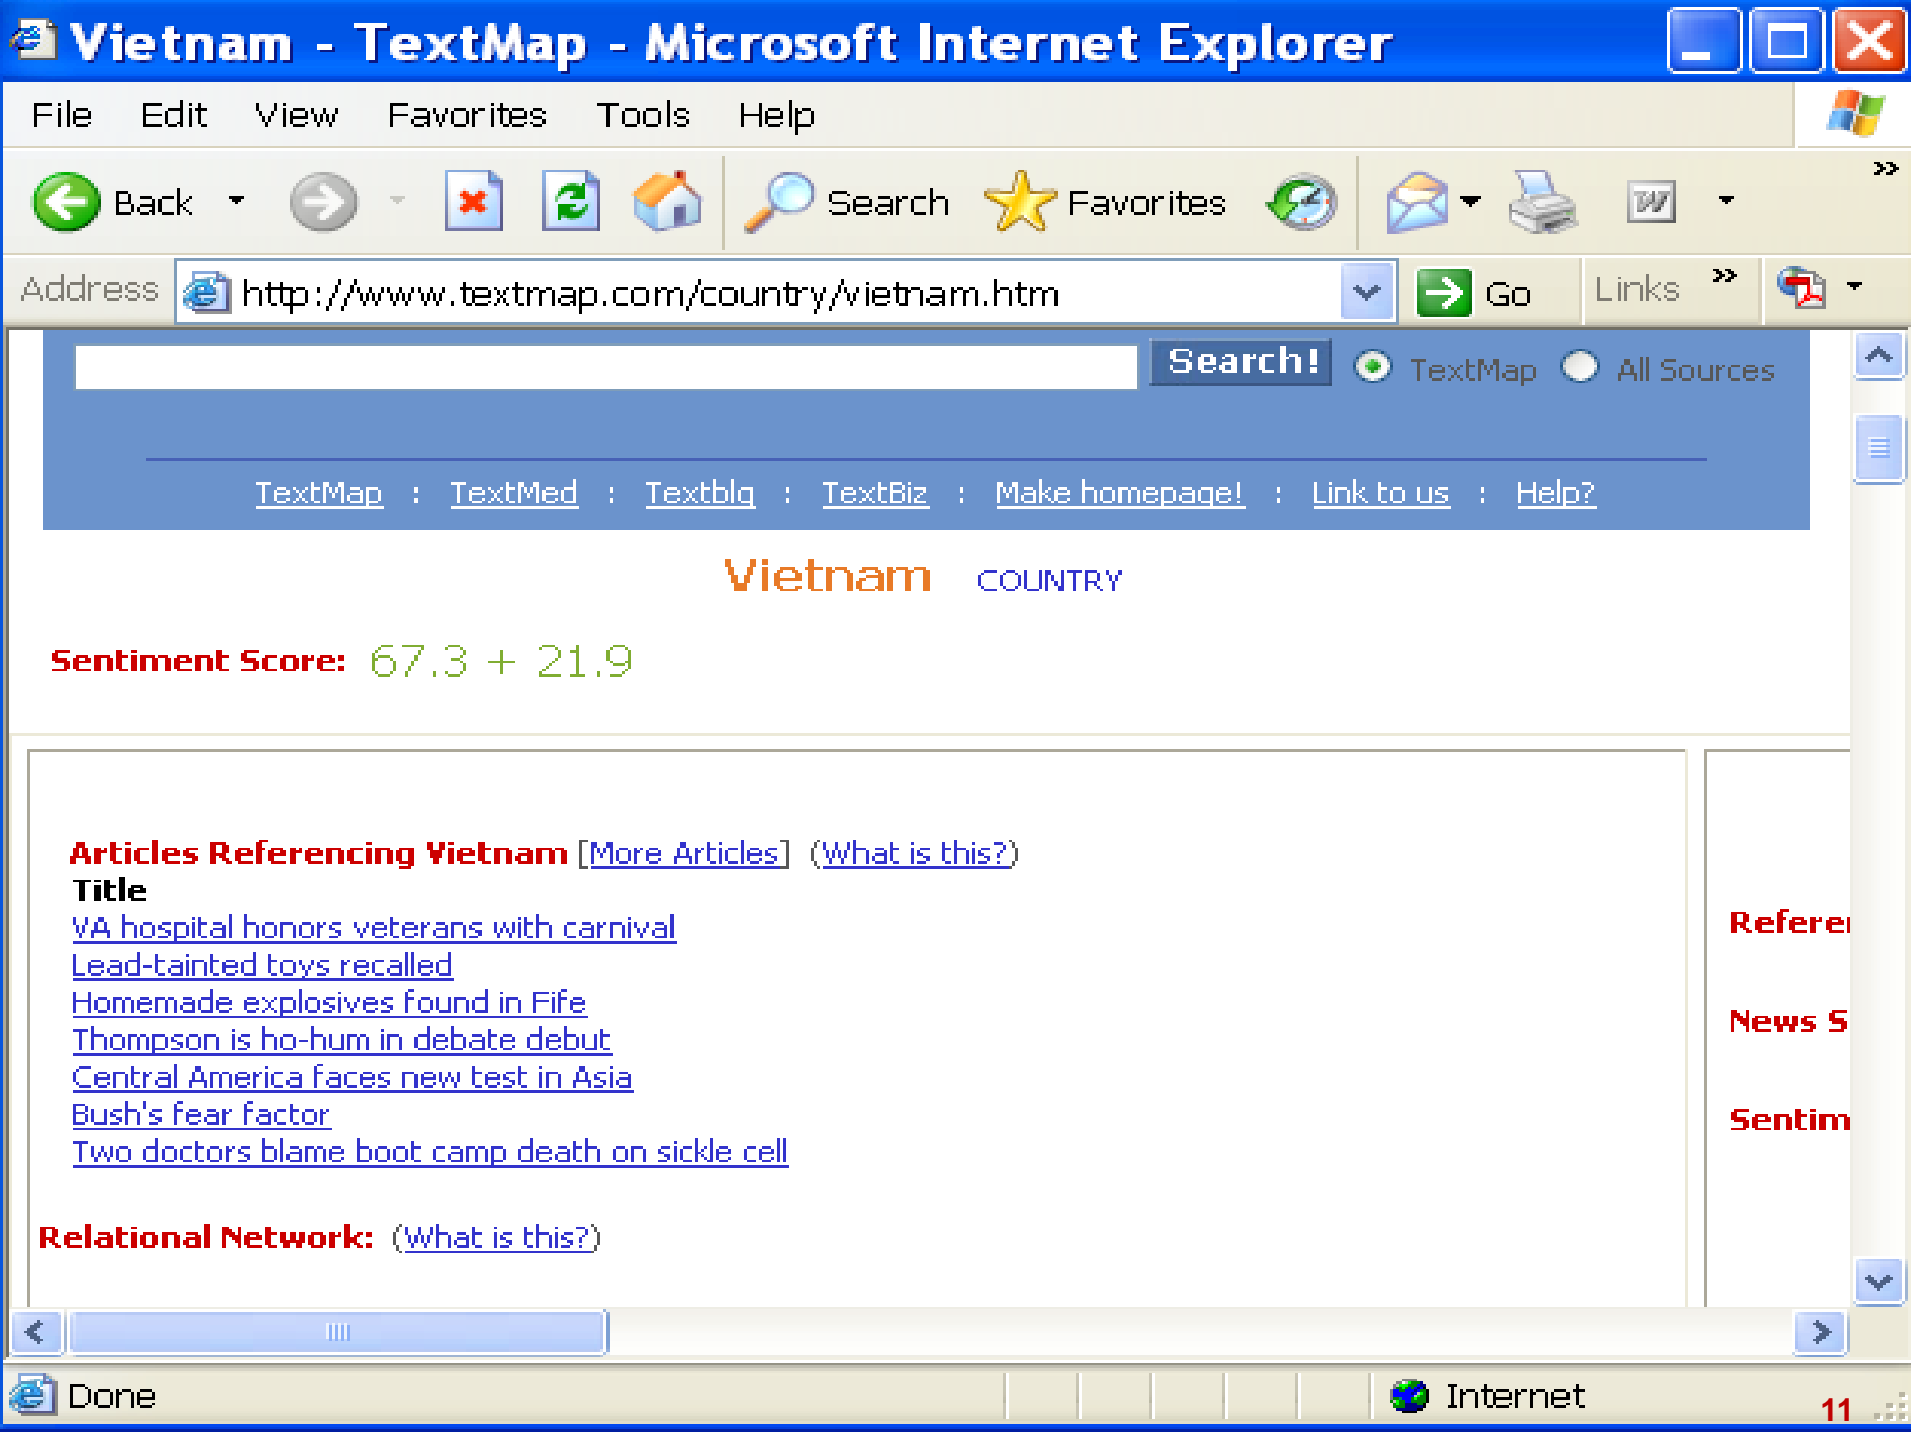 Vietnam - TextMap - Microsoft Internet Explorer
File Edit View Favorites Tools Help
Back Search Favorites W »
Address http://www.textmap.com/country/vietnam.htm Go Links »
Search! TextMap All Sources
TextMap : TextMed : Textblg : TextBiz : Make homepage! : Link to us : Help?
Vietnam COUNTRY
Sentiment Score: 67.3 + 21.9
Articles Referencing Vietnam [More Articles] (What is this?)
Title
VA hospital honors veterans with carnival
Lead-tainted toys recalled
Homemade explosives found in Fife
Thompson is ho-hum in debate debut
Central America faces new test in Asia
Bush's fear factor
Two doctors blame boot camp death on sickle cell
Relational Network: (What is this?)
Referen
News S
Sentim
Done Internet
11